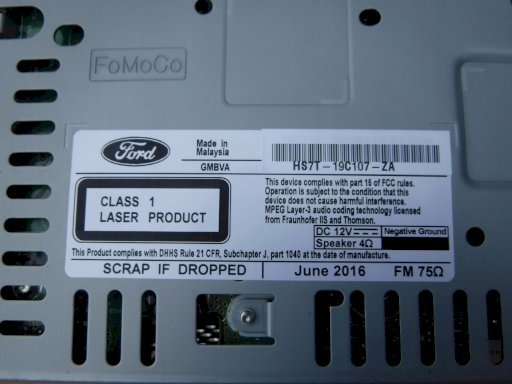 FoMoCo
Ford
Made in
Malaysia
GMBVA
HS7T-19C107-ZA
CLASS 1
LASER PRODUCT
This device complies with part 15 of FCC rules.
Operation is subject to the condition that this
device does not cause harmful interference.
MPEG Layer-3 audio coding technology licensed
from Fraunhofer IIS and Thomson.
DC 12V Negative Ground
Speaker 4Ω
This Product complies with DHHS Rule 21 CFR, Subchapter J, part 1040 at the date of manufacture.
SCRAP IF DROPPED June 2016 FM 75Ω